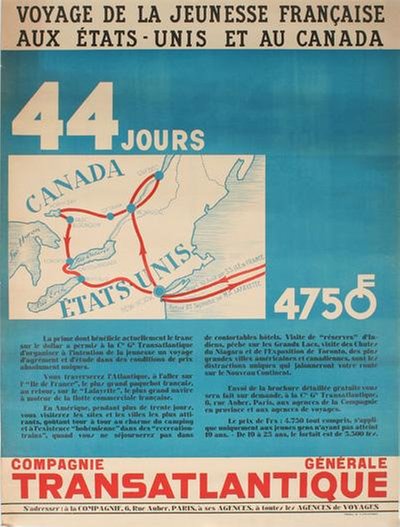 VOYAGE DE LA JEUNESSE FRANÇAISE
AUX ÉTATS-UNIS ET AU CANADA
44 JOURS
CANADA
ÉTATS-UNIS
4750F
La prime dont bénéficie actuellement le franc
sur le dollar a permis à la Cie Gle Transatlantique
d'organiser à l'intention de la jeunesse un voyage
d'agrément et d'étude dans des conditions de prix
absolument uniques.
Vous traverserez l'Atlantique, à l'aller sur
l'"Ile de France", le plus grand paquebot français,
au retour, sur le "Lafayette", le plus grand navire
à moteur de la flotte commerciale française.
En Amérique, pendant plus de trente jours,
vous visiterez les sites et les villes les plus atti-
rants, goûtant tour à tour au charme du camping
et à l'existence "bohémienne" dans des "recreation-
trains", quand vous ne séjournerez pas dans
de confortables hôtels. Visite de "réserves" d'In-
diens, pêche sur les Grands Lacs, visite des Chutes
du Niagara et de l'Exposition de Toronto, des plus
grandes villes américaines et canadiennes, sont les
distractions uniques qui jalonneront votre route
sur le Nouveau Continent.
Envoi de la brochure détaillée gratuite vous
sera fait sur demande, à la Cie Gle Transatlantique,
6, rue Auber, Paris, aux agences de la Compagnie
en province et aux agences de voyages.
Le prix de Frs : 4.750 tout compris, s'appli-
que uniquement aux jeunes gens n'ayant pas atteint
19 ans. - De 19 à 25 ans, le forfait est de 5.500 frs.
COMPAGNIE GÉNÉRALE
TRANSATLANTIQUE
S'adresser : à la COMPAGNIE, 6, Rue Auber, PARIS, à ses AGENCES, à toutes les AGENCES de VOYAGES